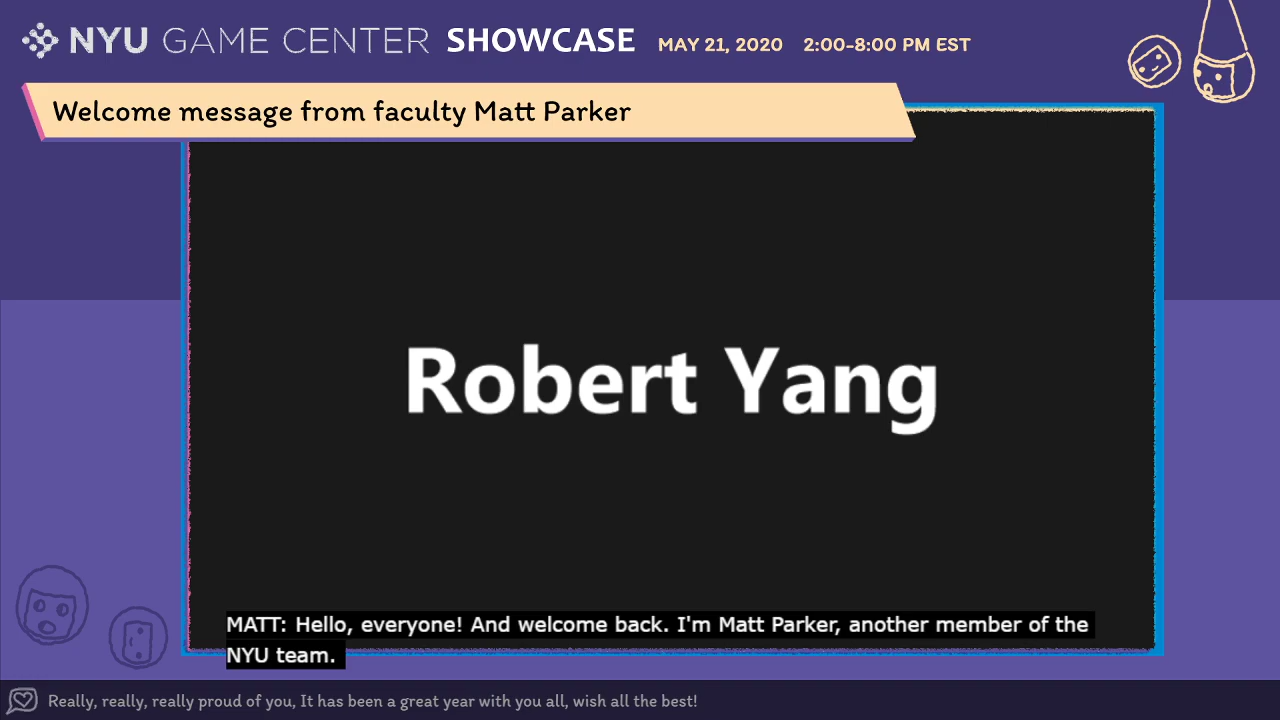 NYU GAME CENTER SHOWCASE MAY 21, 2020 2:00-8:00 PM EST
Welcome message from faculty Matt Parker
Robert Yang
MATT: Hello, everyone! And welcome back. I'm Matt Parker, another member of the
NYU team.
Really, really, really proud of you, It has been a great year with you all, wish all the best!